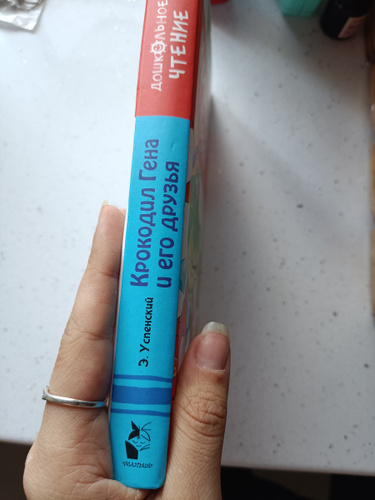 ДОШКОЛЬНОЕ
ЧТЕНИЕ
Крокодил Гена
и его друзья
Э. Успенский